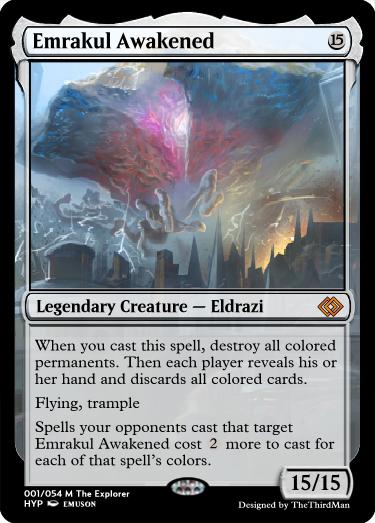 Emrakul Awakened 15
Legendary Creature — Eldrazi
When you cast this spell, destroy all colored
permanents. Then each player reveals his or
her hand and discards all colored cards.
Flying, trample
Spells your opponents cast that target
Emrakul Awakened cost 2 more to cast for
each of that spell's colors.
15/15
001/054 M The Explorer
HYP EMUSON
Designed by TheThirdMan